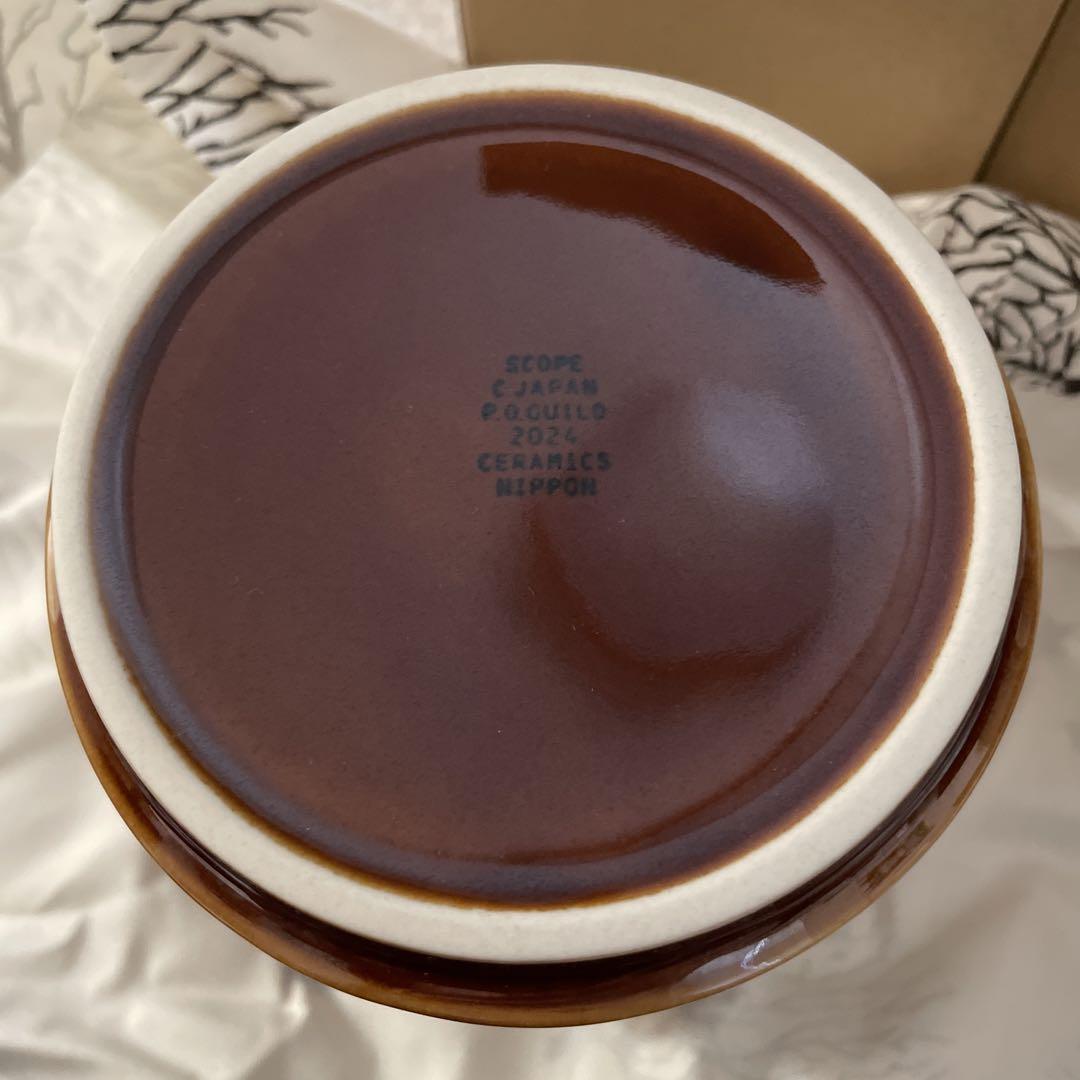 SCOPE
C JAPAN
P.O.GUILD
2024
CERAMICS
NIPPON